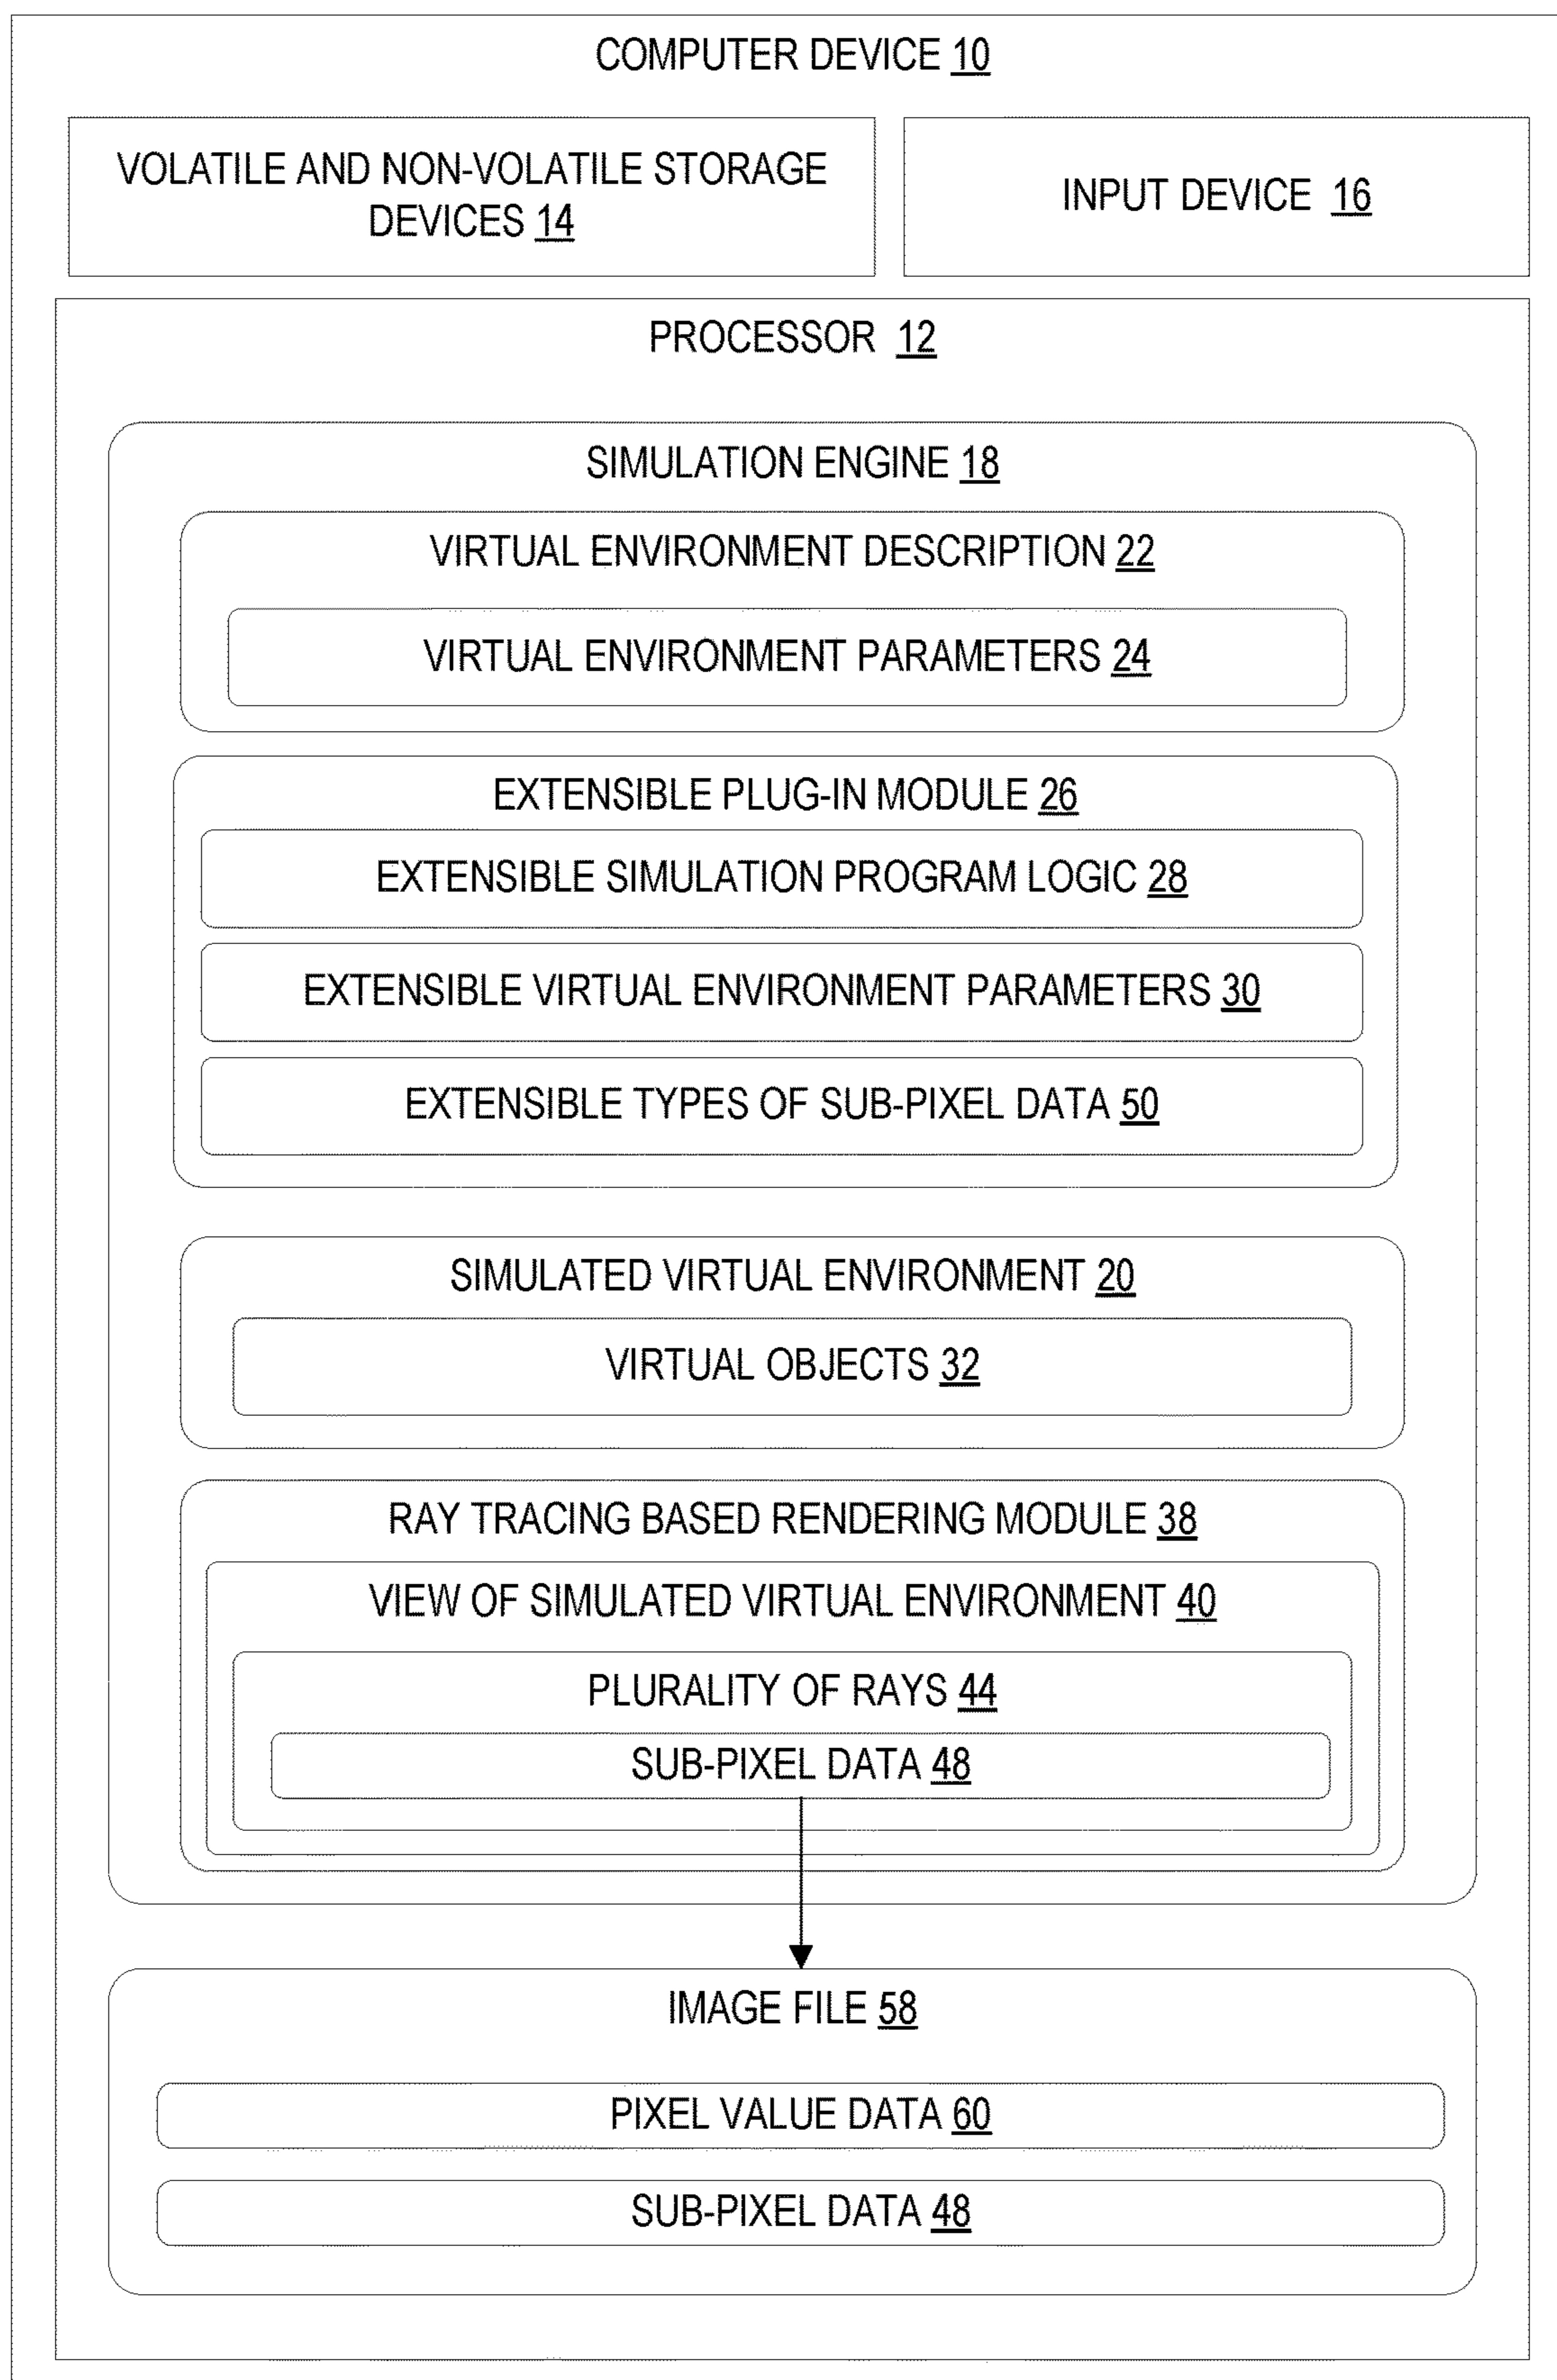 COMPUTER DEVICE 10
VOLATILE AND NON-VOLATILE STORAGE
DEVICES 14
INPUT DEVICE 16
PROCESSOR 12
SIMULATION ENGINE 18
VIRTUAL ENVIRONMENT DESCRIPTION 22
VIRTUAL ENVIRONMENT PARAMETERS 24
EXTENSIBLE PLUG-IN MODULE 26
EXTENSIBLE SIMULATION PROGRAM LOGIC 28
EXTENSIBLE VIRTUAL ENVIRONMENT PARAMETERS 30
EXTENSIBLE TYPES OF SUB-PIXEL DATA 50
SIMULATED VIRTUAL ENVIRONMENT 20
VIRTUAL OBJECTS 32
RAY TRACING BASED RENDERING MODULE 38
VIEW OF SIMULATED VIRTUAL ENVIRONMENT 40
PLURALITY OF RAYS 44
SUB-PIXEL DATA 48
IMAGE FILE 58
PIXEL VALUE DATA 60
SUB-PIXEL DATA 48